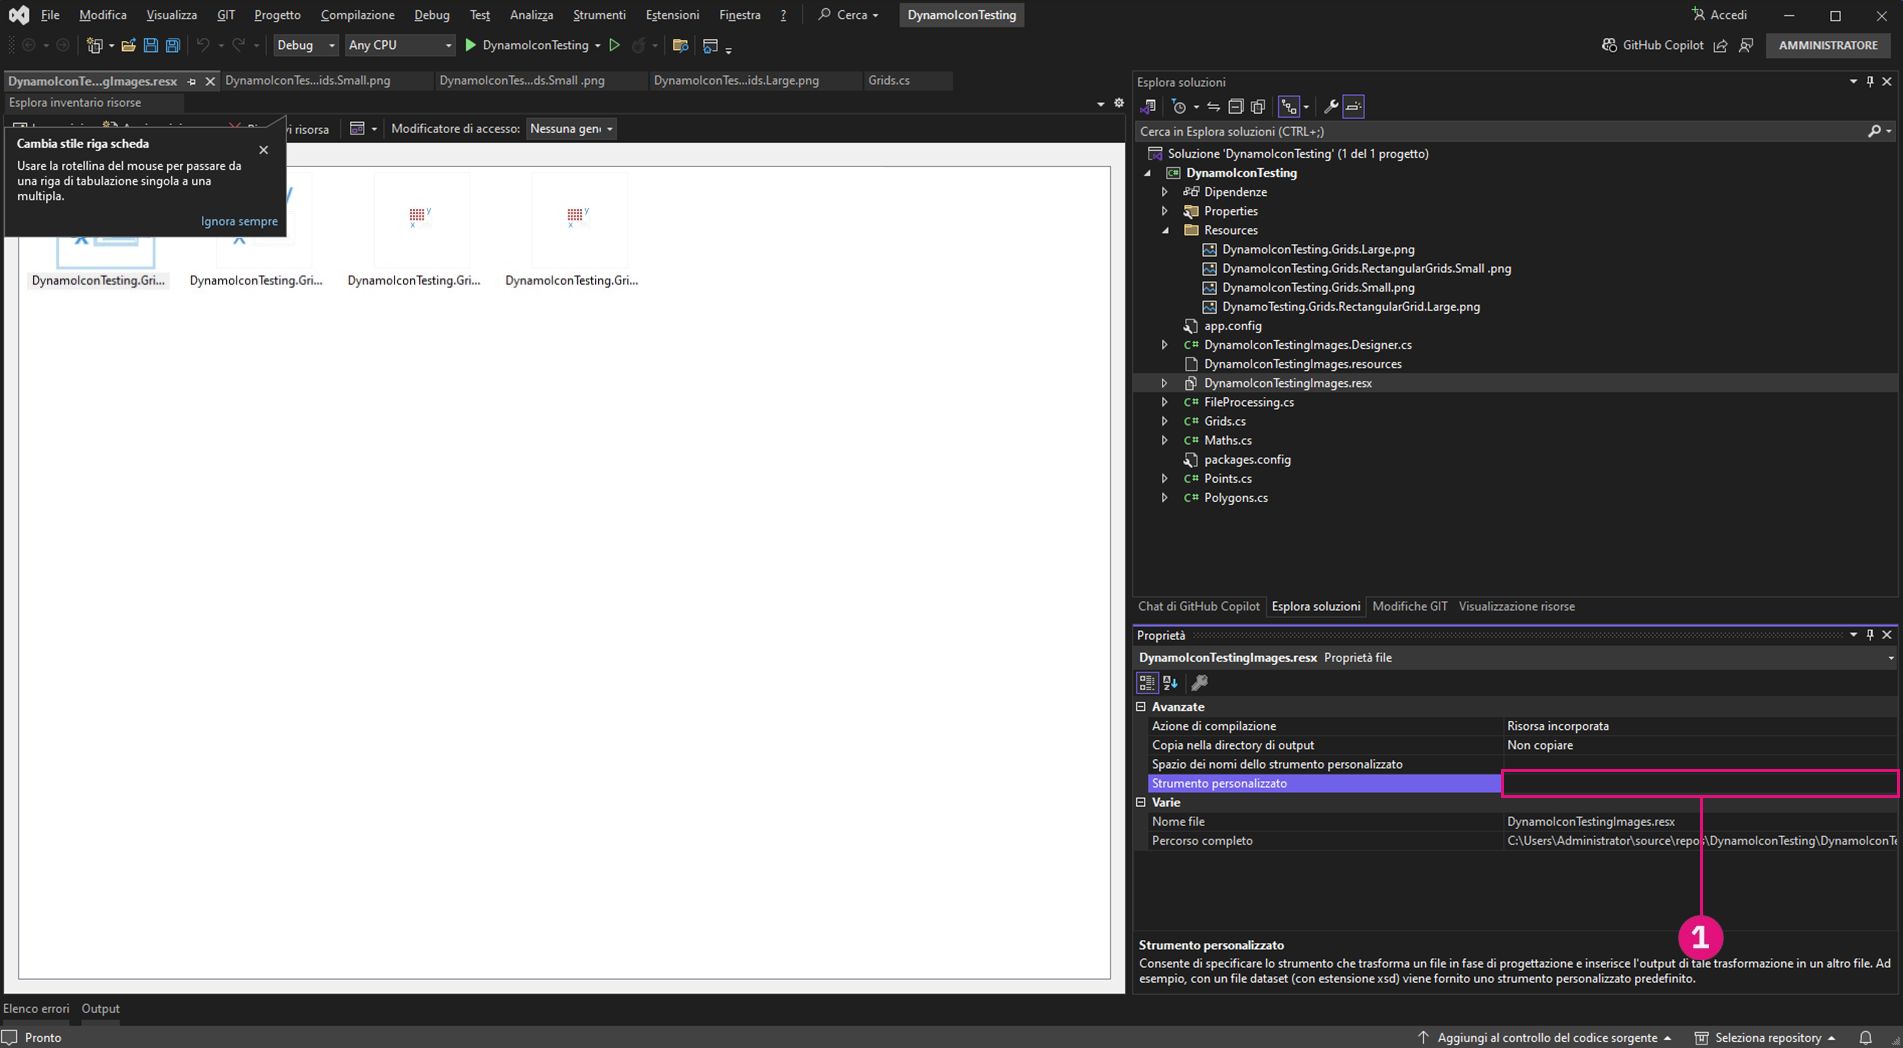 File Modifica Visualizza GIT Progetto Compilazione Debug Test Analizza Strumenti Estensioni Finestra ? Cerca DynamoIconTesting Accedi
Debug Any CPU DynamoIconTesting GitHub Copilot AMMINISTRATORE
DynamoIconTe...gImages.resx DynamoIconTes...ids.Small.png DynamoIconTes...ds.Small .png DynamoIconTes...ids.Large.png Grids.cs
Esplora inventario risorse
vi risorsa Modificatore di accesso: Nessuna gen
Cambia stile riga scheda
Usare la rotellina del mouse per passare da
una riga di tabulazione singola a una
multipla.
Ignora sempre
DynamoIconTesting.Gri... DynamoIconTesting.Gri... DynamoIconTesting.Gri... DynamoIconTesting.Gri...
Esplora soluzioni
Cerca in Esplora soluzioni (CTRL+;)
Soluzione 'DynamoIconTesting' (1 del 1 progetto)
DynamoIconTesting
Dipendenze
Properties
Resources
DynamoIconTesting.Grids.Large.png
DynamoIconTesting.Grids.RectangularGrids.Small .png
DynamoIconTesting.Grids.Small.png
DynamoTesting.Grids.RectangularGrid.Large.png
app.config
C# DynamoIconTestingImages.Designer.cs
DynamoIconTestingImages.resources
DynamoIconTestingImages.resx
C# FileProcessing.cs
C# Grids.cs
C# Maths.cs
packages.config
C# Points.cs
C# Polygons.cs
Chat di GitHub Copilot Esplora soluzioni Modifiche GIT Visualizzazione risorse
Proprietà
DynamoIconTestingImages.resx Proprietà file
Avanzate
Azione di compilazione Risorsa incorporata
Copia nella directory di output Non copiare
Spazio dei nomi dello strumento personalizzato
Strumento personalizzato
Varie
Nome file DynamoIconTestingImages.resx
Percorso completo C:\Users\Administrator\source\repos\DynamoIconTesting\DynamoIconTe
1
Strumento personalizzato
Consente di specificare lo strumento che trasforma un file in fase di progettazione e inserisce l'output di tale trasformazione in un altro file. Ad
esempio, con un file dataset (con estensione xsd) viene fornito uno strumento personalizzato predefinito.
Elenco errori Output
Pronto Aggiungi al controllo del codice sorgente Seleziona repository